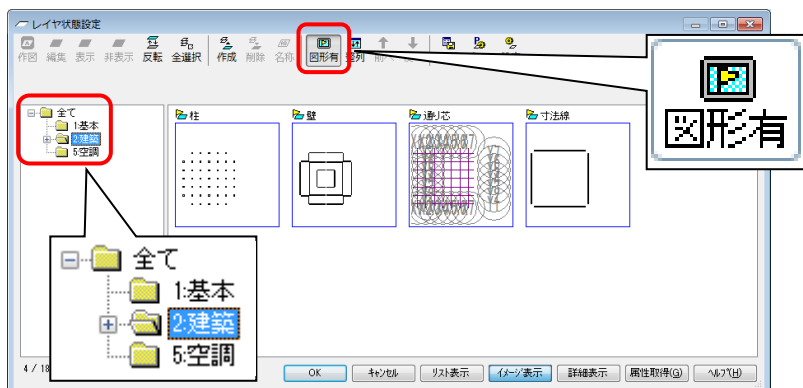 レイヤ状態設定
作図 編集 表示 非表示 反転 全選択 作成 削除 名称 図形有 整列
図形有
全て
1:基本
2:建築
5:空調
柱 壁 通り芯 寸法線
全て
1:基本
2:建築
5:空調
4 / 18
OK キャンセル リスト表示 イメージ表示 詳細表示 属性取得(G) ヘルプ(H)